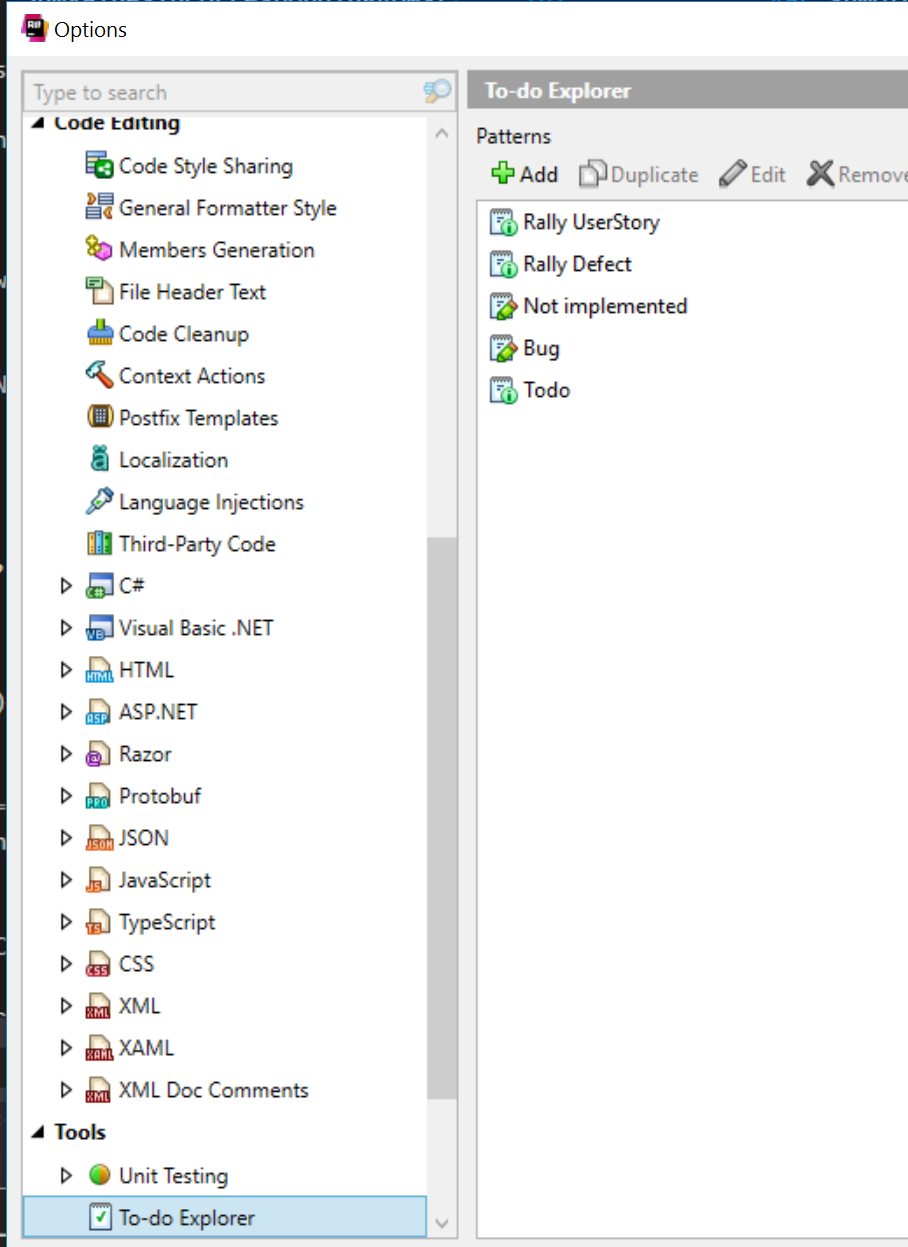 Options
Type to search
Code Editing
Code Style Sharing
General Formatter Style
Members Generation
File Header Text
Code Cleanup
Context Actions
Postfix Templates
Localization
Language Injections
Third-Party Code
C#
Visual Basic .NET
HTML
ASP.NET
Razor
Protobuf
JSON
JavaScript
TypeScript
CSS
XML
XAML
XML Doc Comments
Tools
Unit Testing
To-do Explorer
To-do Explorer
Patterns
Add Duplicate Edit Remove
Rally UserStory
Rally Defect
Not implemented
Bug
Todo